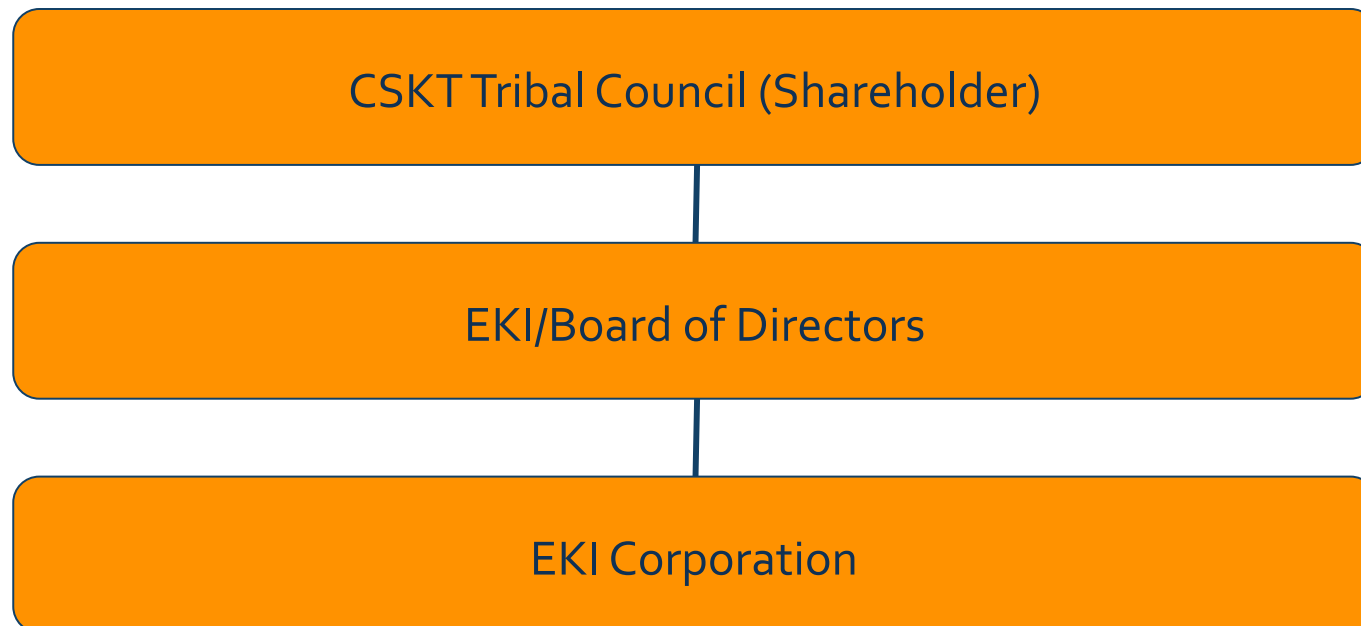 CSKT Tribal Council (Shareholder)
EKI/Board of Directors
EKI Corporation